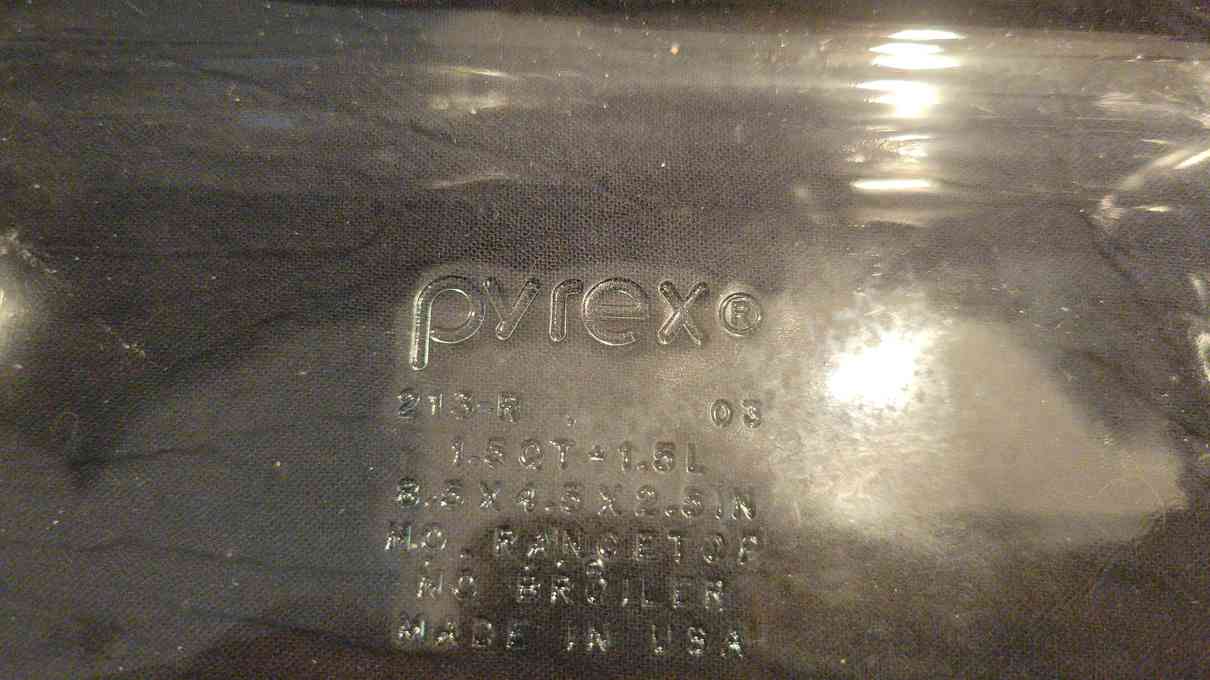 pyrex®
213-R 03
1.5QT-1.5L
8.5X4.5X2.5IN
NO RANGETOP
NO BROILER
MADE IN USA